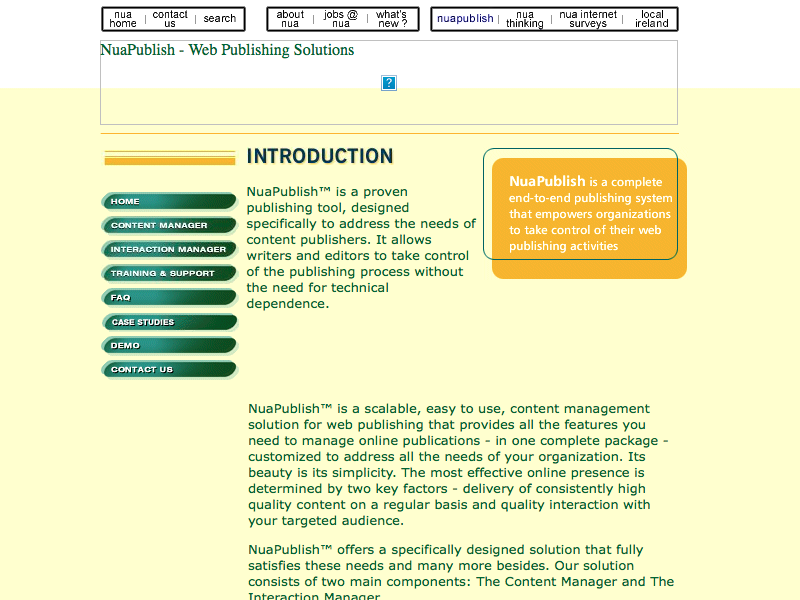 nua home | contact us | search
about nua | jobs @ nua | what's new ?
nuapublish | nua thinking | nua internet surveys | local ireland
NuaPublish - Web Publishing Solutions
?
INTRODUCTION
NuaPublish is a complete
end-to-end publishing system
that empowers organizations
to take control of their web
publishing activities
HOME
CONTENT MANAGER
INTERACTION MANAGER
TRAINING & SUPPORT
FAQ
CASE STUDIES
DEMO
CONTACT US
NuaPublish™ is a proven
publishing tool, designed
specifically to address the needs of
content publishers. It allows
writers and editors to take control
of the publishing process without
the need for technical
dependence.
NuaPublish™ is a scalable, easy to use, content management
solution for web publishing that provides all the features you
need to manage online publications - in one complete package -
customized to address all the needs of your organization. Its
beauty is its simplicity. The most effective online presence is
determined by two key factors - delivery of consistently high
quality content on a regular basis and quality interaction with
your targeted audience.
NuaPublish™ offers a specifically designed solution that fully
satisfies these needs and many more besides. Our solution
consists of two main components: The Content Manager and The
Interaction Manager